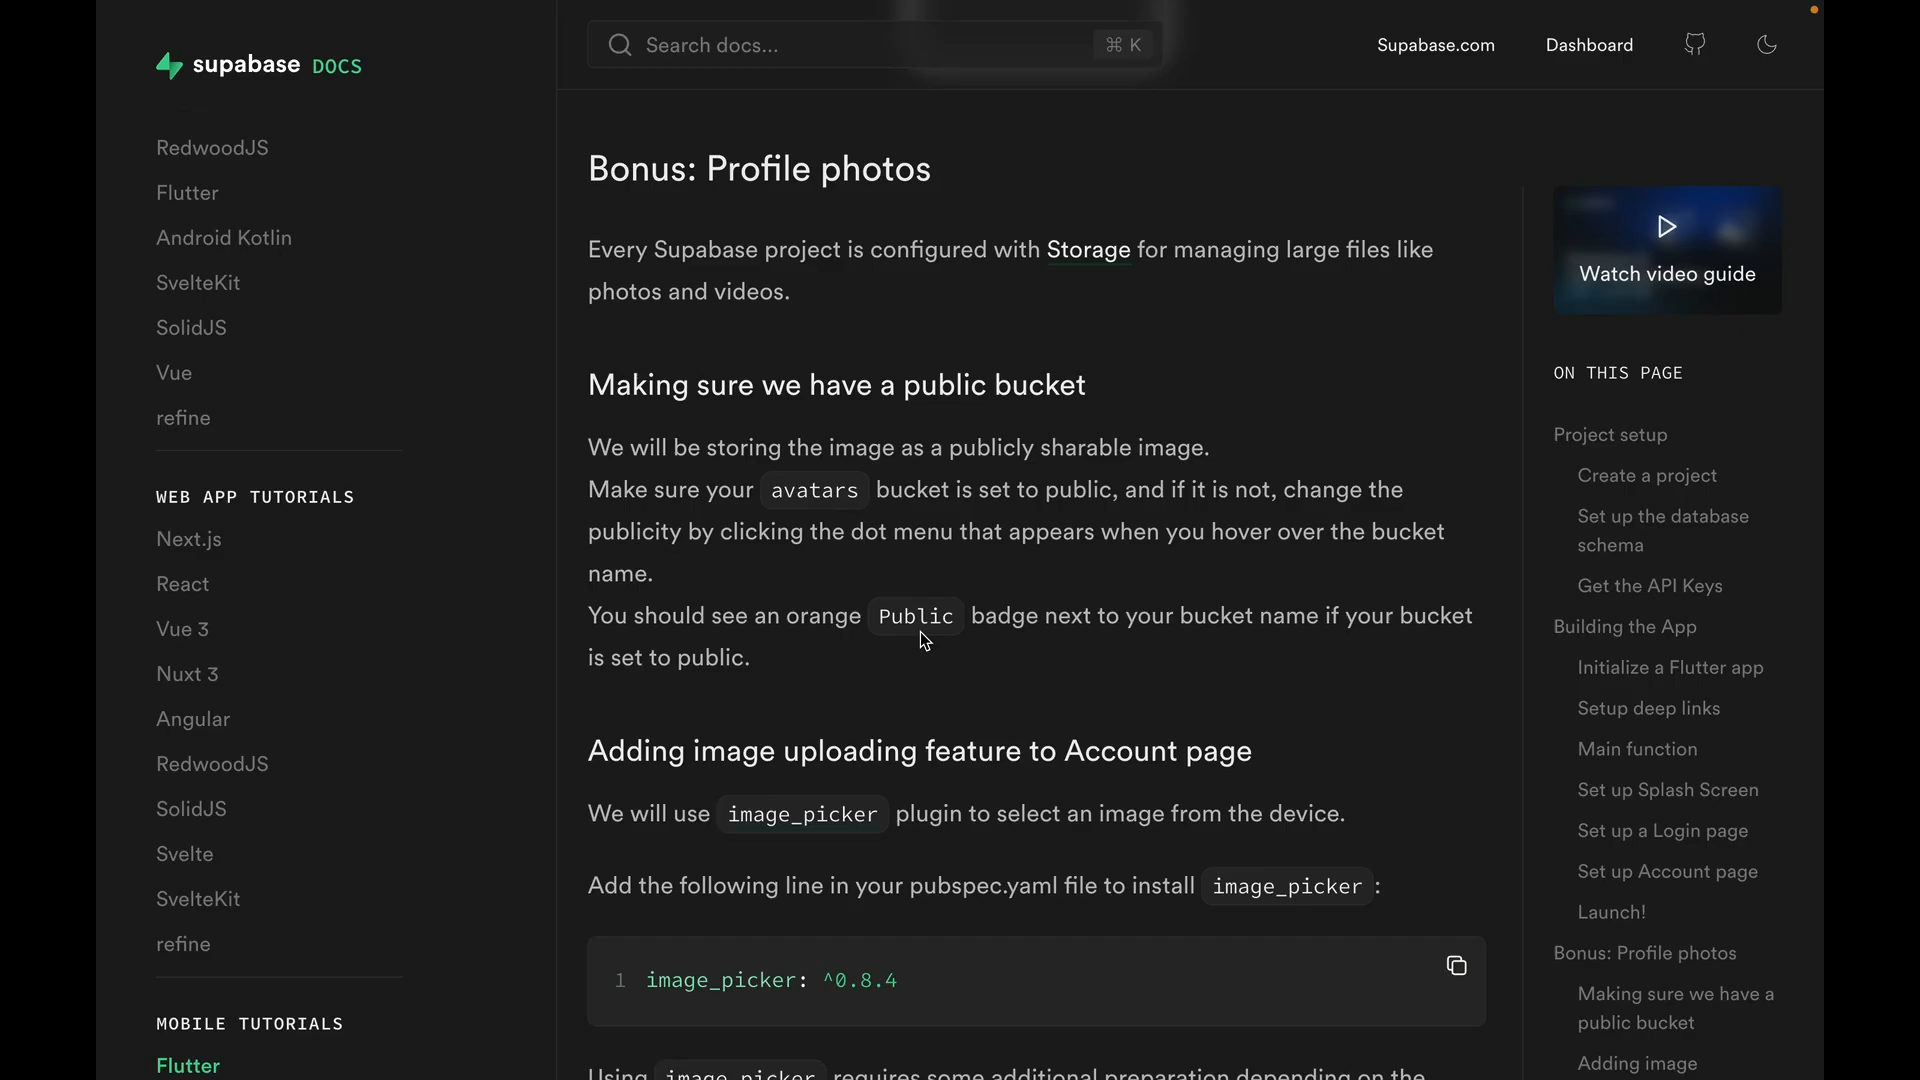 supabase DOCS
Search docs...
⌘ K
Supabase.com
Dashboard
RedwoodJS
Flutter
Android Kotlin
SvelteKit
SolidJS
Vue
refine
WEB APP TUTORIALS
Next.js
React
Vue 3
Nuxt 3
Angular
RedwoodJS
SolidJS
Svelte
SvelteKit
refine
MOBILE TUTORIALS
Flutter
Bonus: Profile photos
Every Supabase project is configured with Storage for managing large files like
photos and videos.
Making sure we have a public bucket
We will be storing the image as a publicly sharable image.
Make sure your avatars bucket is set to public, and if it is not, change the
publicity by clicking the dot menu that appears when you hover over the bucket
name.
You should see an orange Public badge next to your bucket name if your bucket
is set to public.
Adding image uploading feature to Account page
We will use image_picker plugin to select an image from the device.
Add the following line in your pubspec.yaml file to install image_picker :
1 image_picker: ^0.8.4
Using image_picker requires some additional preparation depending on the
Watch video guide
ON THIS PAGE
Project setup
Create a project
Set up the database
schema
Get the API Keys
Building the App
Initialize a Flutter app
Setup deep links
Main function
Set up Splash Screen
Set up a Login page
Set up Account page
Launch!
Bonus: Profile photos
Making sure we have a
public bucket
Adding image